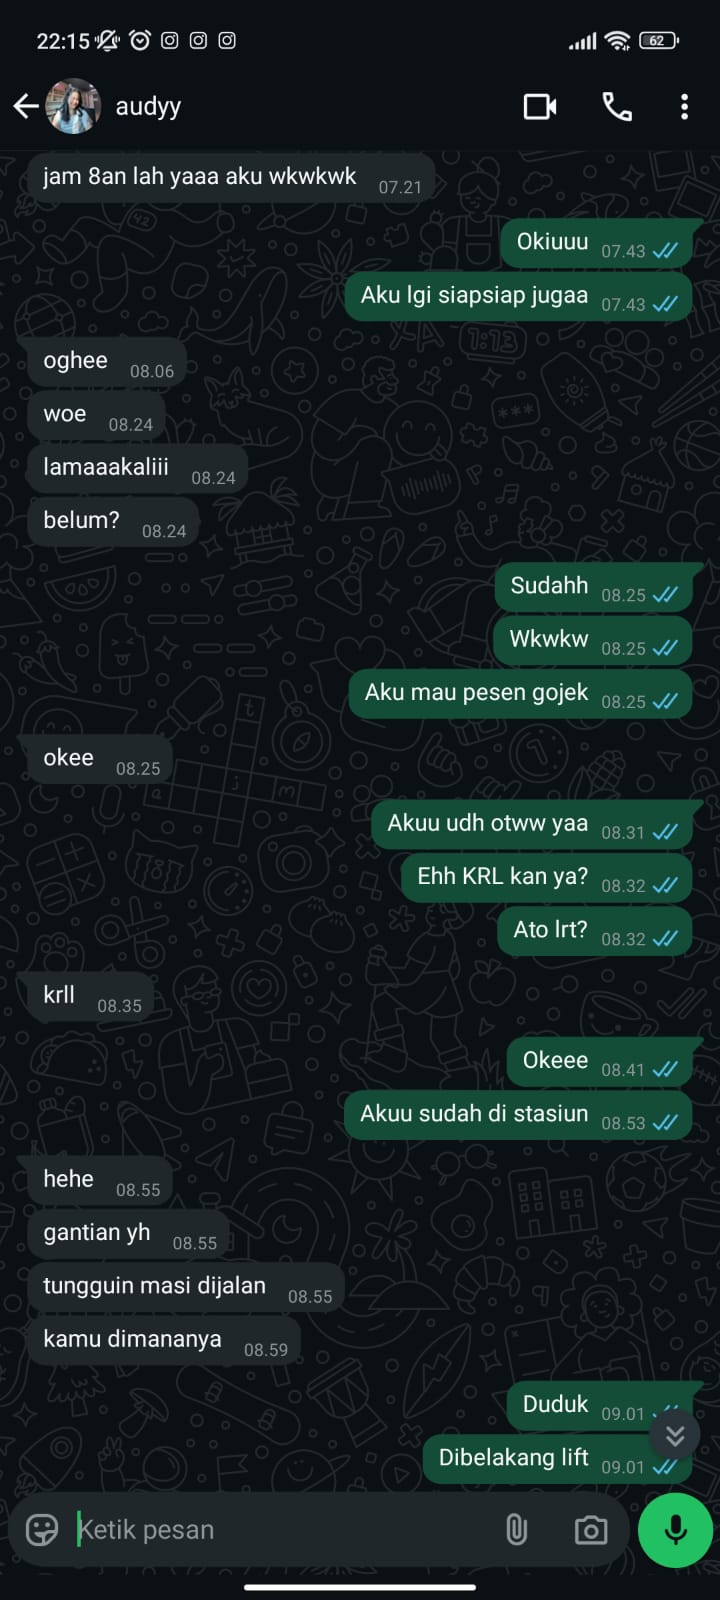 22:15
62
audyy
jam 8an lah yaaa aku wkwkwk 07.21
Okiuuu 07.43
Aku lgi siapsiap jugaa 07.43
oghee 08.06
woe 08.24
lamaaakaliii 08.24
belum? 08.24
Sudahh 08.25
Wkwkw 08.25
Aku mau pesen gojek 08.25
okee 08.25
Akuu udh otww yaa 08.31
Ehh KRL kan ya? 08.32
Ato lrt? 08.32
krll 08.35
Okeee 08.41
Akuu sudah di stasiun 08.53
hehe 08.55
gantian yh 08.55
tungguin masi dijalan 08.55
kamu dimananya 08.59
Duduk 09.01
Dibelakang lift 09.01
Ketik pesan